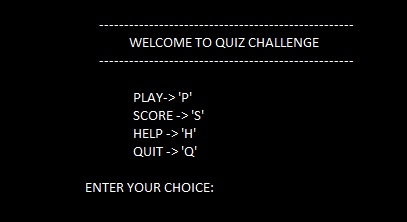 ----------------------------------------------------
WELCOME TO QUIZ CHALLENGE
----------------------------------------------------
PLAY-> 'P'
SCORE -> 'S'
HELP -> 'H'
QUIT -> 'Q'
ENTER YOUR CHOICE: